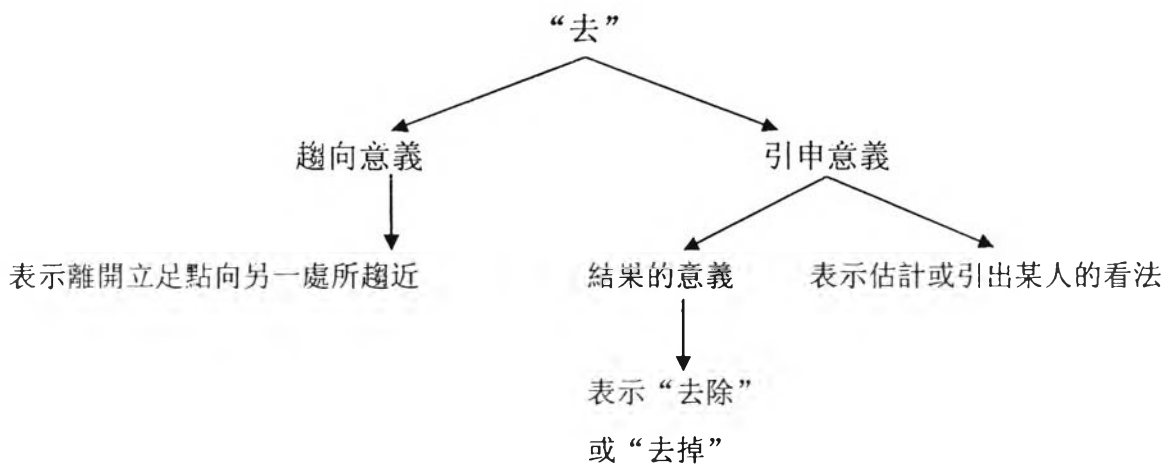 “去”
趨向意義
引申意義
表示離開立足點向另一處所趨近
結果的意義
表示估計或引出某人的看法
表示“去除”
或“去掉”